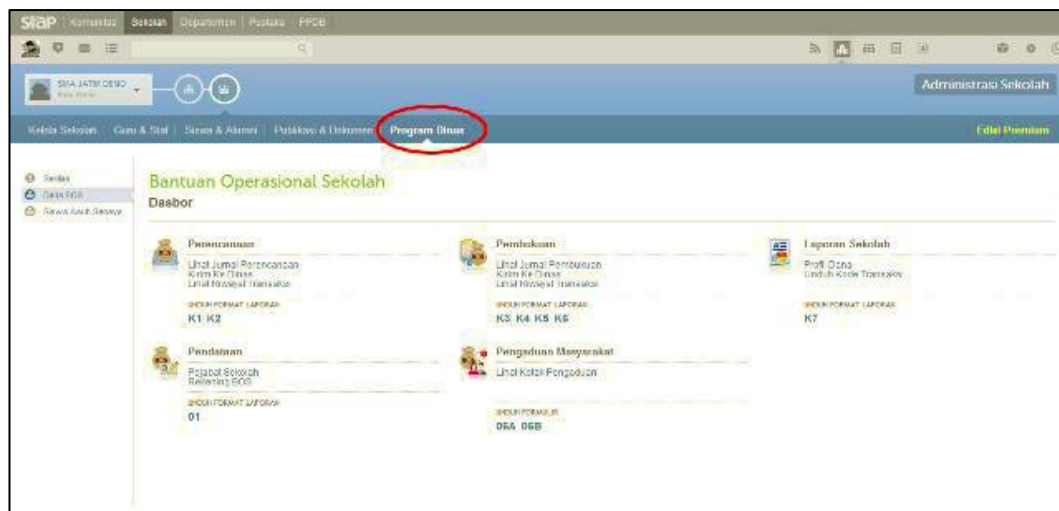 siap Komunitas Sekolah Departemen Pustaka PPDB
SMA JATIM DEMO
Administrasi Sekolah
Kelola Sekolah Guru & Staf Siswa & Alumni Publikasi & Dokumen Program Dinas
Edisi Premium
Dana BOS
Bantuan Operasional Sekolah
Dasbor
Perencanaan
Lihat Jurnal Perencanaan
Kirim Ke Dinas
Lihat Riwayat Transaksi
UNDUH FORMAT LAPORAN
K1 K2
Pembukuan
Lihat Jurnal Pembukuan
Kirim Ke Dinas
Lihat Riwayat Transaksi
UNDUH FORMAT LAPORAN
K3 K4 K5 K6
Laporan Sekolah
Profil Dana
Unduh Kode Transaksi
UNDUH FORMAT LAPORAN
K7
Pendataan
Pejabat Sekolah
Rekening BOS
UNDUH FORMAT LAPORAN
01
Pengaduan Masyarakat
Lihat Kotak Pengaduan
UNDUH FORMULIR
06A 06B